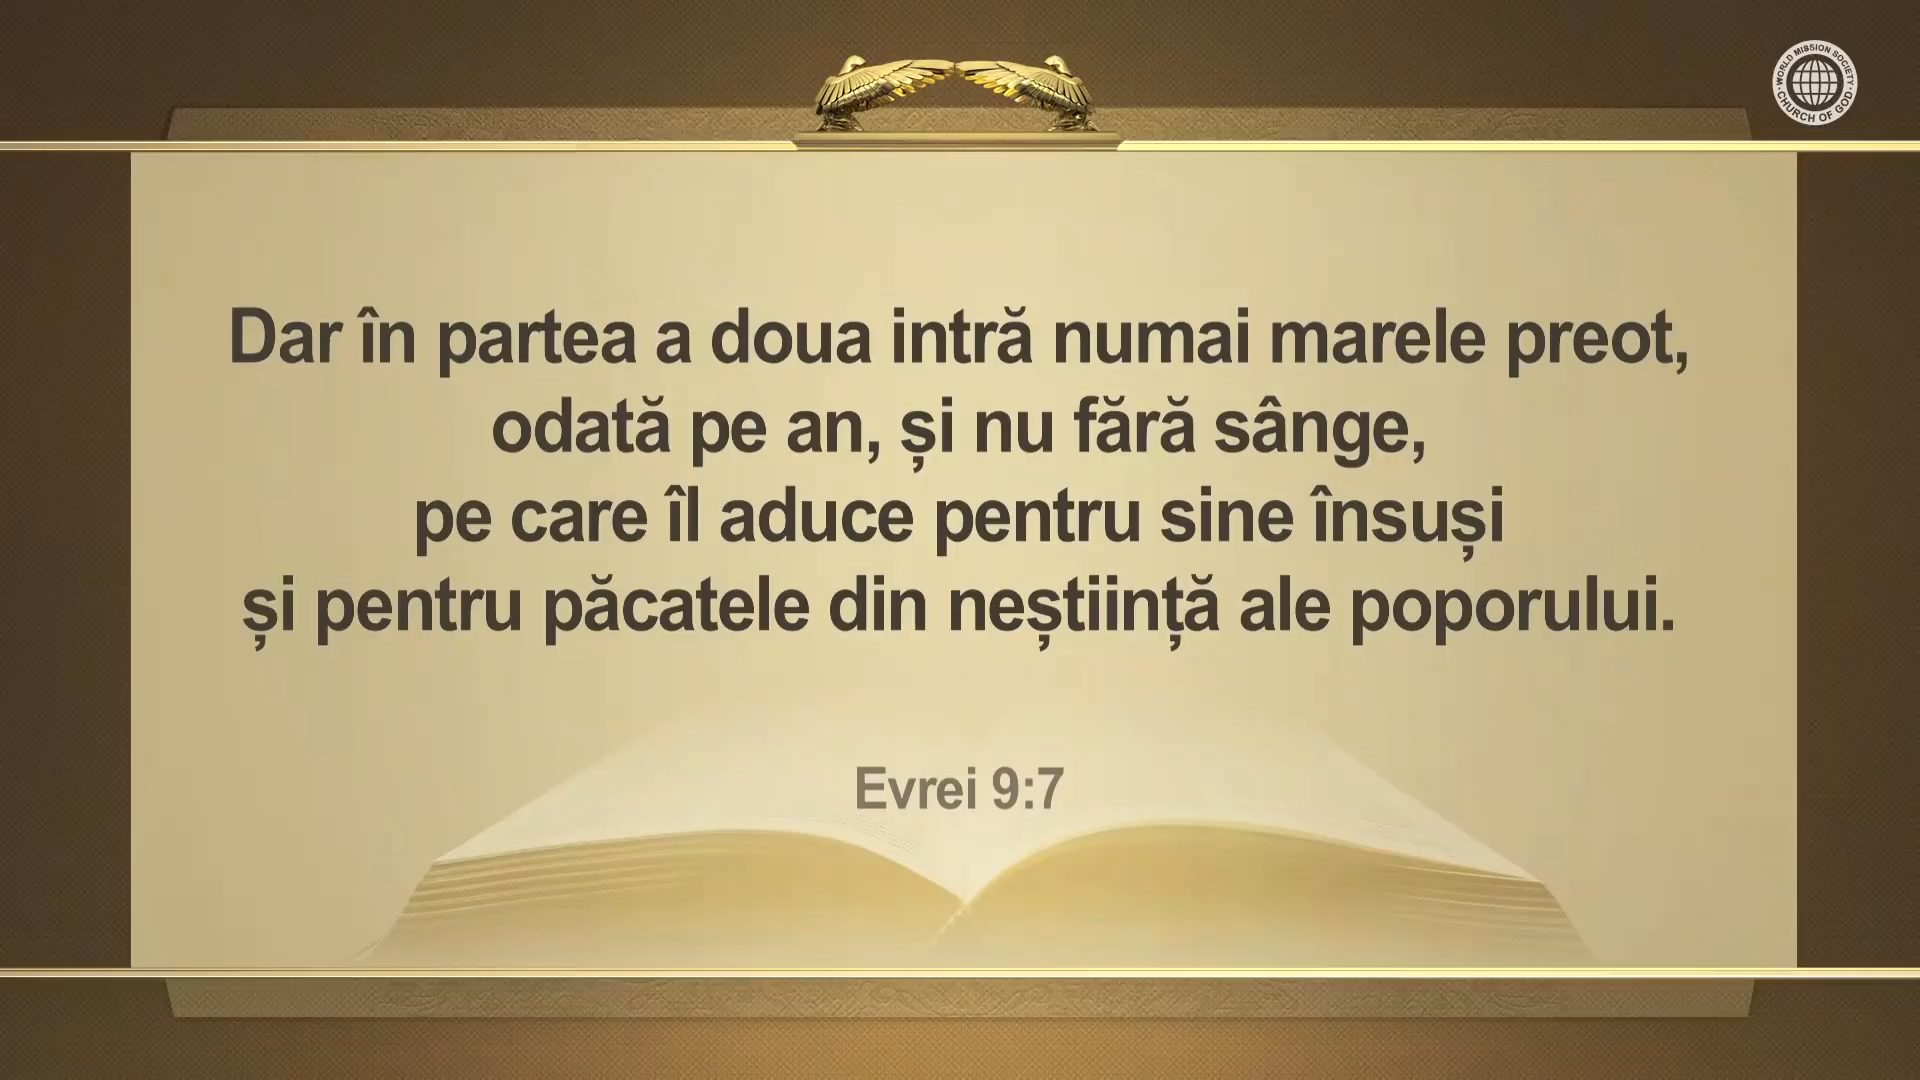 WORLD MISSION SOCIETY
CHURCH OF GOD
Dar în partea a doua intră numai marele preot,
odată pe an, și nu fără sânge,
pe care îl aduce pentru sine însuși
și pentru păcatele din neștiință ale poporului.
Evrei 9:7